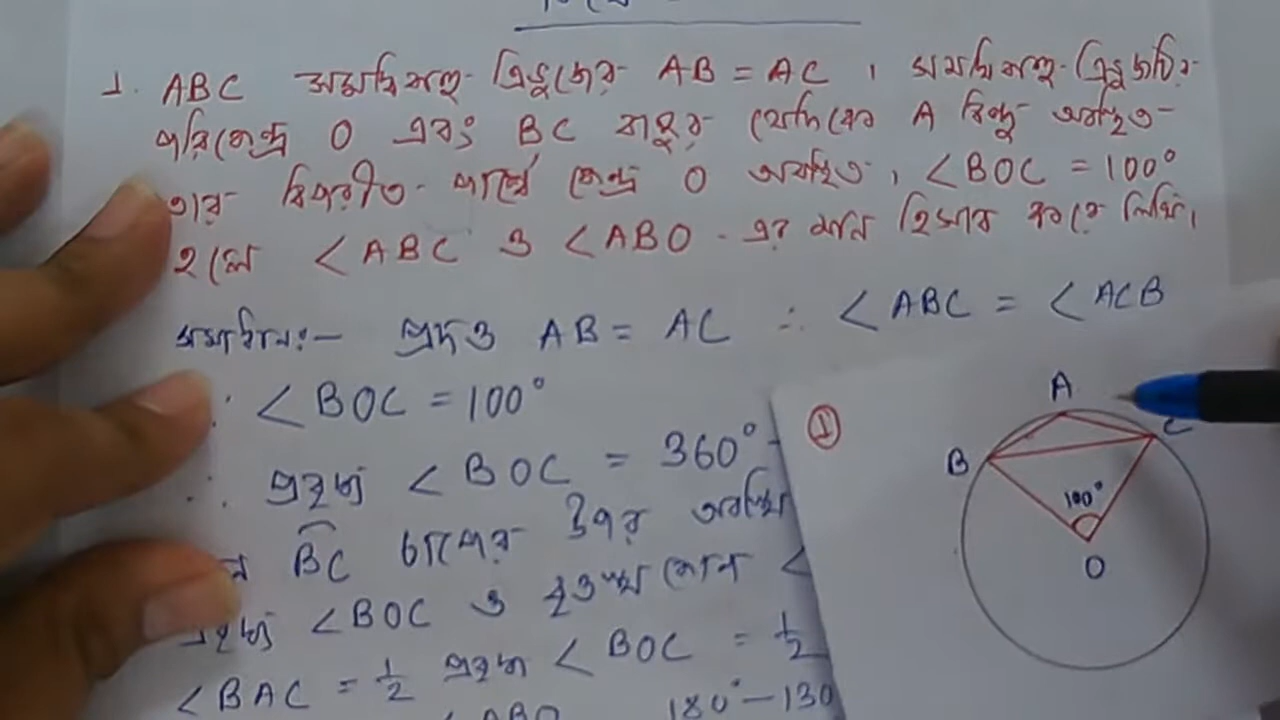 1. ABC সমদ্বিবাহু ত্রিভুজের AB = AC, সমদ্বিবাহু ত্রিভুজটির
পরিকেন্দ্র O এবং BC বাহুর যেদিকে A বিন্দু অবস্থিত
তার বিপরীত পার্শ্বে কেন্দ্র O অবস্থিত, ∠BOC = 100°
হলে ∠ABC ও ∠ABO -এর মান হিসাব করে লিখি।
সমাধান:— প্রদত্ত AB = AC ∴ ∠ABC = ∠ACB
∴ ∠BOC = 100°
∴ প্রবৃদ্ধ ∠BOC = 360° -
BC চাপের উপর
প্রবৃদ্ধ ∠BOC ও বৃত্তস্থ কোণ ∠
∠BAC = 1/2 প্রবৃদ্ধ ∠BOC = 1/2
∠ABO 180° — 130
①
A
B
C
100°
O